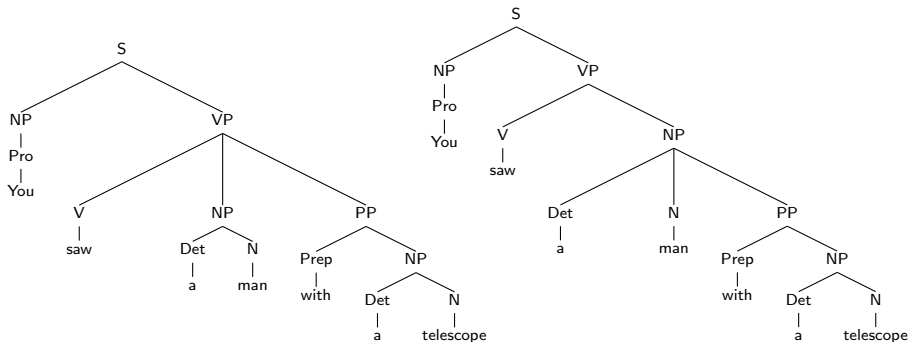 S
NP VP
Pro
You
V NP PP
saw Det N Prep NP
a man with Det N
a telescope
S
NP VP
Pro
You V NP
saw
Det N PP
a man Prep NP
with Det N
a telescope